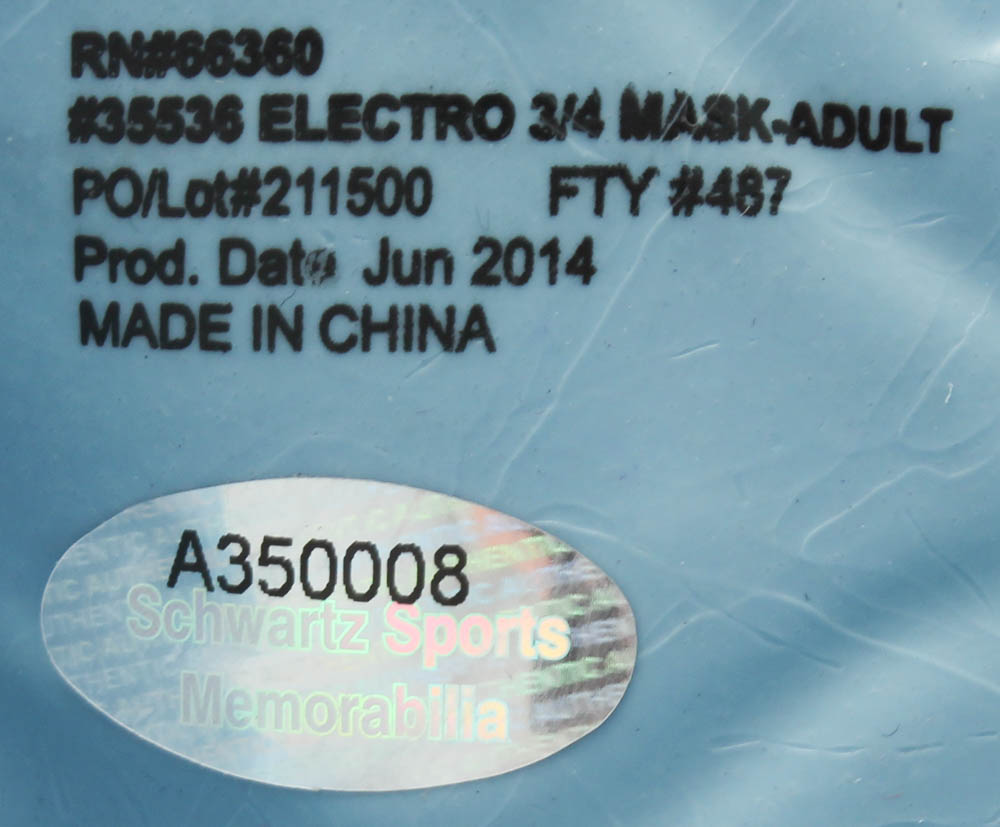 RN#66360
#35536 ELECTRO 3/4 MASK-ADULT
PO/Lot#211500 FTY #487
Prod. Date Jun 2014
MADE IN CHINA
A350008
Schwartz Sports
Memorabilia